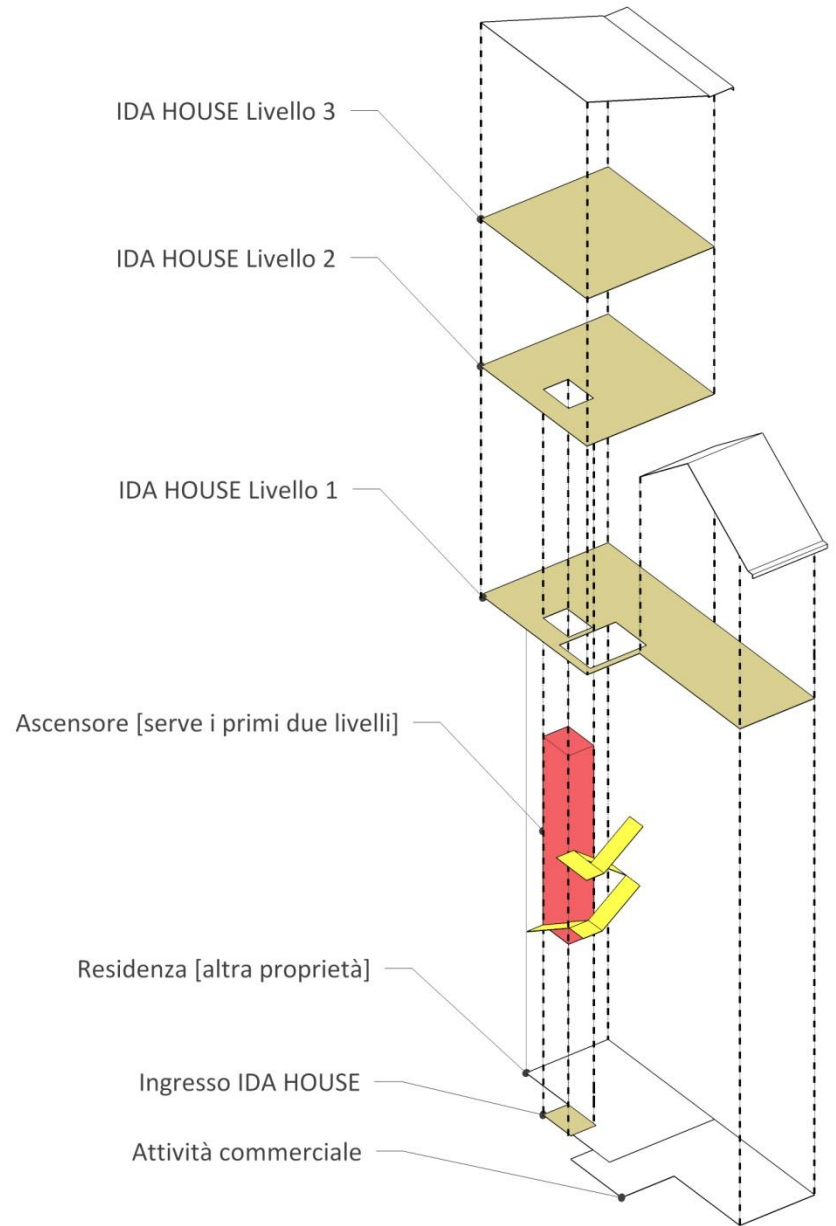 IDA HOUSE Livello 3
IDA HOUSE Livello 2
IDA HOUSE Livello 1
Ascensore [serve i primi due livelli]
Residenza [altra proprietà]
Ingresso IDA HOUSE
Attività commerciale